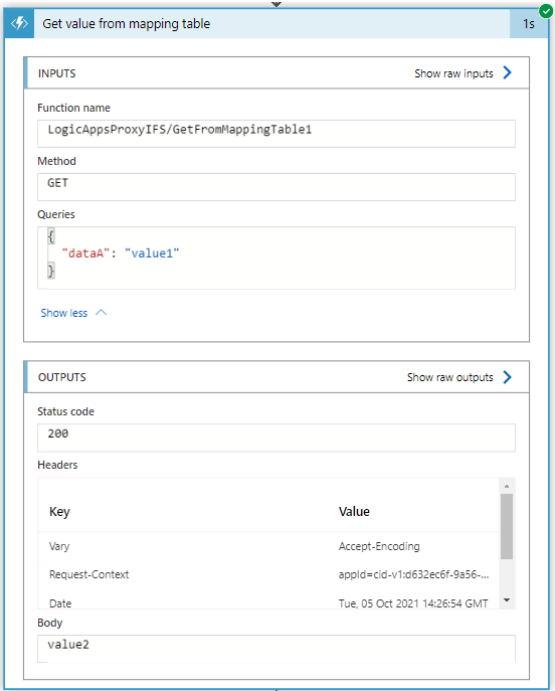 Get value from mapping table 1s
INPUTS Show raw inputs
Function name
LogicAppsProxyIFS/GetFromMappingTable1
Method
GET
Queries
{
"dataA": "value1"
}
Show less
OUTPUTS Show raw outputs
Status code
200
Headers
Key Value
Vary Accept-Encoding
Request-Context appId=cid-v1:d632ec6f-9a56-...
Date Tue, 05 Oct 2021 14:26:54 GMT
Body
value2